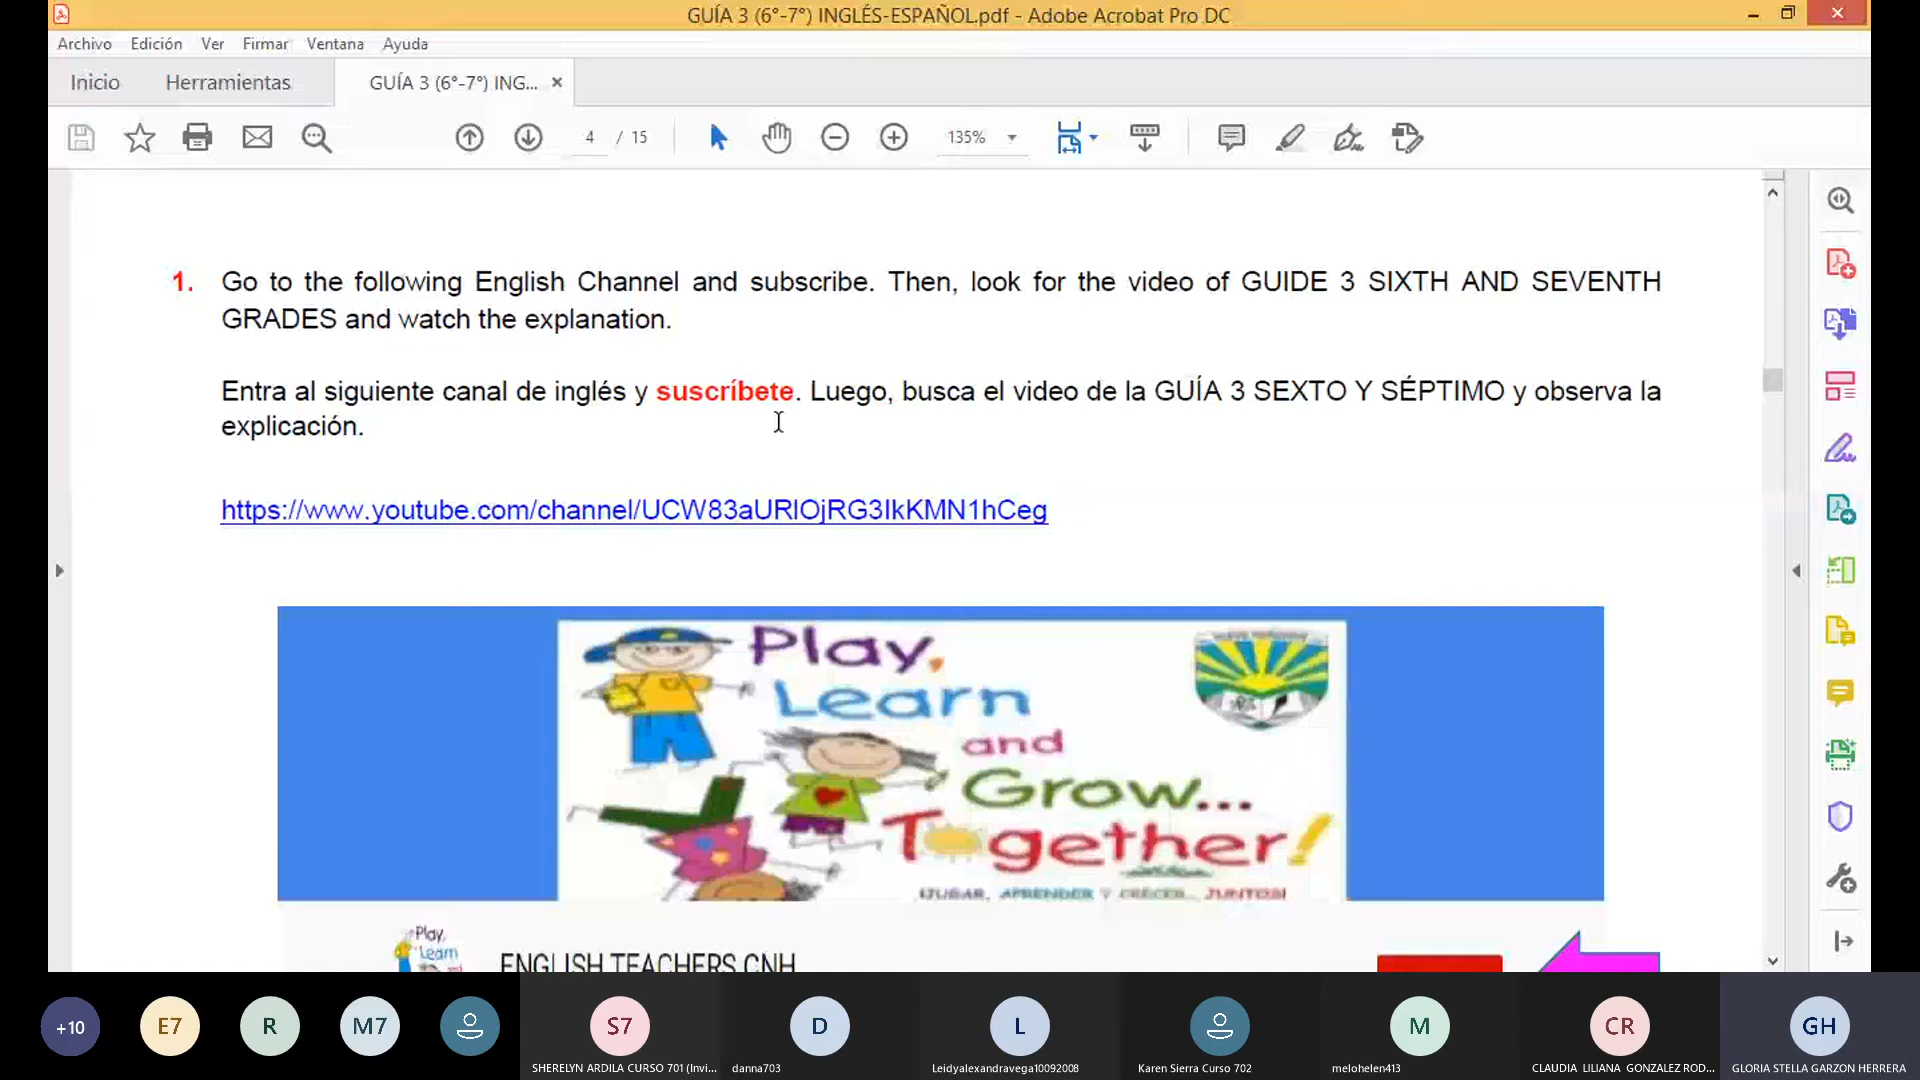 GUÍA 3 (6°-7°) INGLÉS-ESPAÑOL.pdf - Adobe Acrobat Pro DC
Archivo Edición Ver Firmar Ventana Ayuda
Inicio Herramientas GUÍA 3 (6°-7°) ING... ×
4 / 15 135%
1. Go to the following English Channel and subscribe. Then, look for the video of GUIDE 3 SIXTH AND SEVENTH
GRADES and watch the explanation.
Entra al siguiente canal de inglés y suscríbete. Luego, busca el video de la GUÍA 3 SEXTO Y SÉPTIMO y observa la
explicación.
https://www.youtube.com/channel/UCW83aURlOjRG3IkKMN1hCeg
Play,
Learn
and
Grow...
Together!
JUGAR, APRENDER Y CRECER... JUNTOS!
Play,
Learn
ENGLISH TEACHERS CNH
+10 E7 R M7 S7 D L M CR GH
SHERELYN ARDILA CURSO 701 (Invi... danna703 Leidyalexandravega10092008 Karen Sierra Curso 702 melohelen413 CLAUDIA LILIANA GONZALEZ ROD... GLORIA STELLA GARZON HERRERA